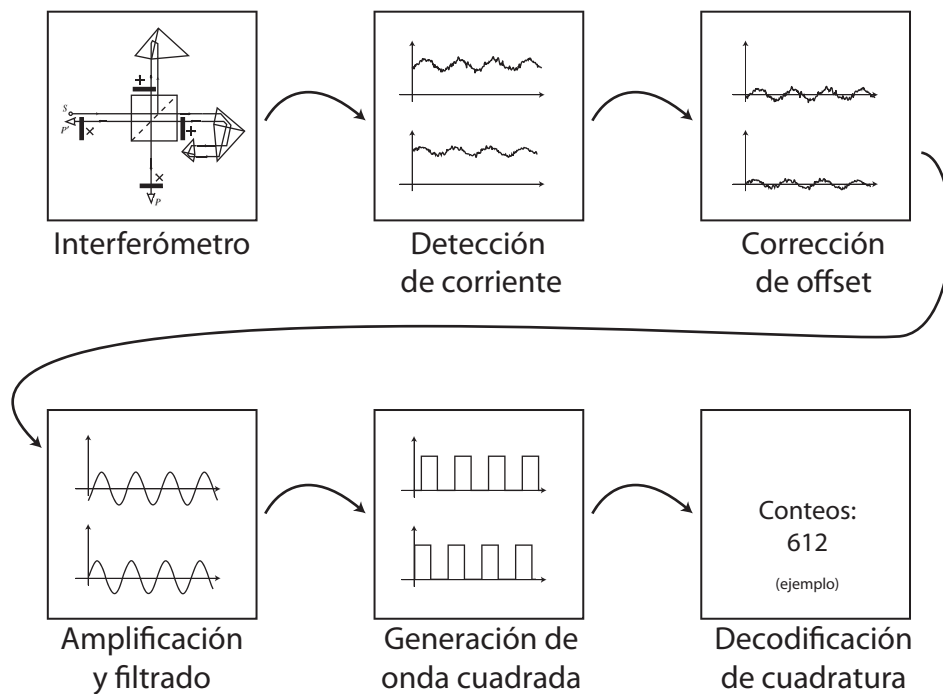 S
P'
P
Interferómetro
Detección
de corriente
Corrección
de offset
Conteos:
612
(ejemplo)
Amplificación
y filtrado
Generación de
onda cuadrada
Decodificación
de cuadratura